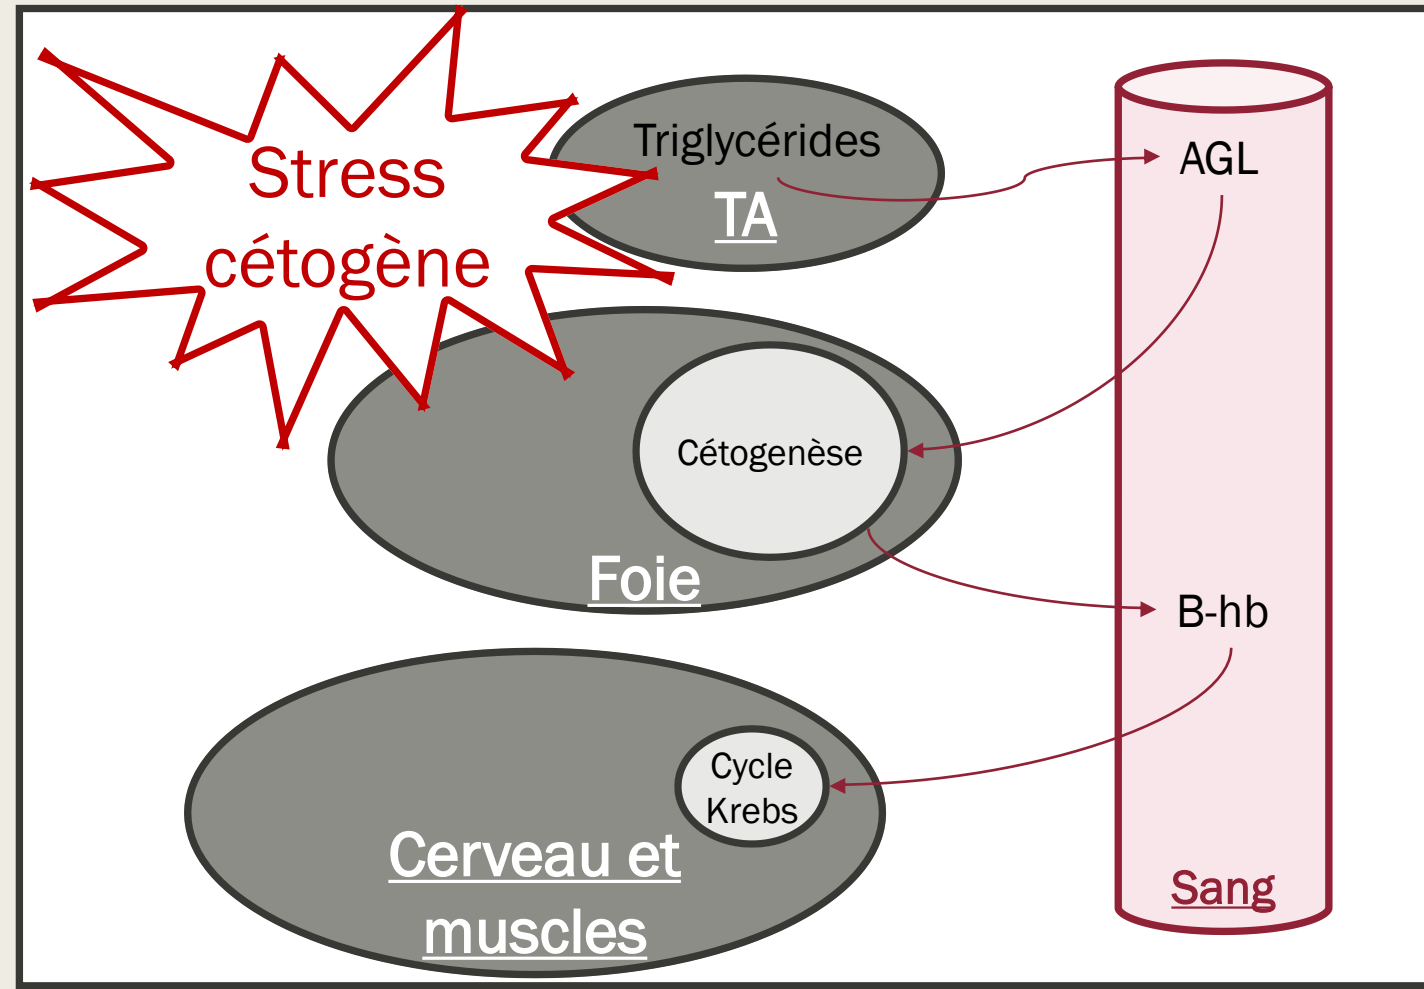 Stress
cétogène
Triglycérides
TA
AGL
Cétogenèse
Foie
B-hb
Cycle
Krebs
Cerveau et
muscles
Sang